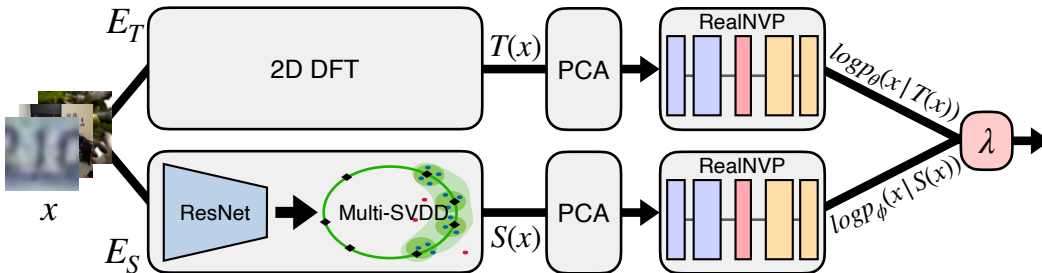 E_T
2D DFT
T(x)
PCA
RealNVP
logp_θ(x|T(x))
x
E_S
ResNet
Multi-SVDD
S(x)
PCA
RealNVP
logp_ϕ(x|S(x))
λ